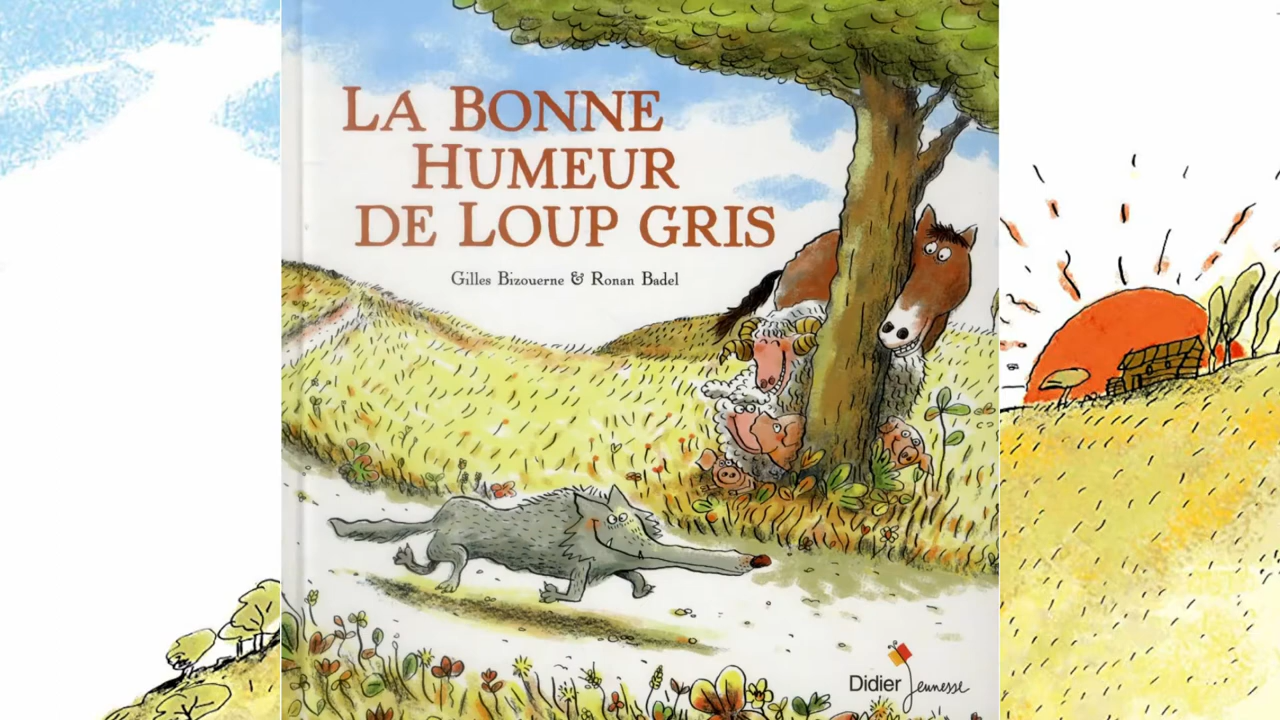 LA BONNE
HUMEUR
DE LOUP GRIS
Gilles Bizouerne & Ronan Badel
Didier Jeunesse